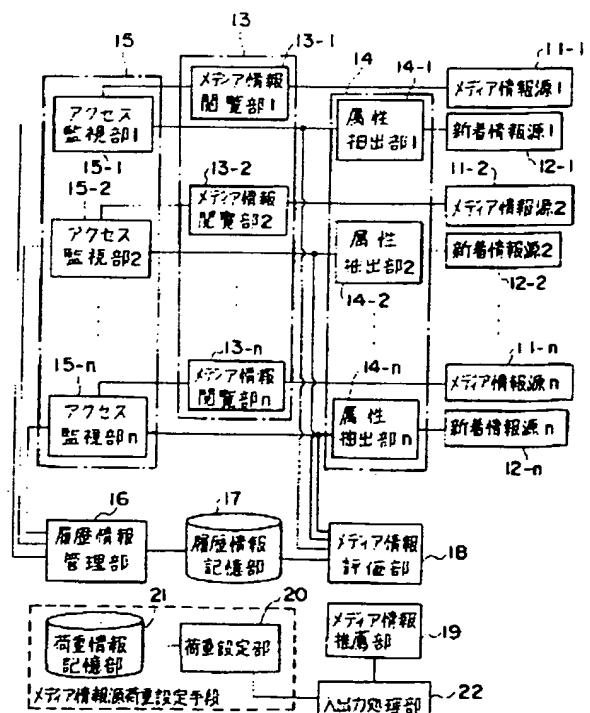 13
15
13-1
11-1
メディア情報
閲覧部1
14
14-1
メディア情報源1
アクセス
監視部1
属性
抽出部1
新着情報源1
15-1
12-1
15-2
13-2
11-2
メディア情報
閲覧部2
メディア情報源2
アクセス
監視部2
属性
抽出部2
新着情報源2
14-2
12-2
13-n
11-n
15-n
14-n
メディア情報
閲覧部n
メディア情報源n
アクセス
監視部n
属性
抽出部n
新着情報源n
12-n
16
17
履歴情報
管理部
履歴情報
記憶部
メディア情報
評価部
18
21
20
荷重情報
記憶部
荷重設定部
メディア情報
推薦部
19
メディア情報源荷重設定手段
入出力処理部
22